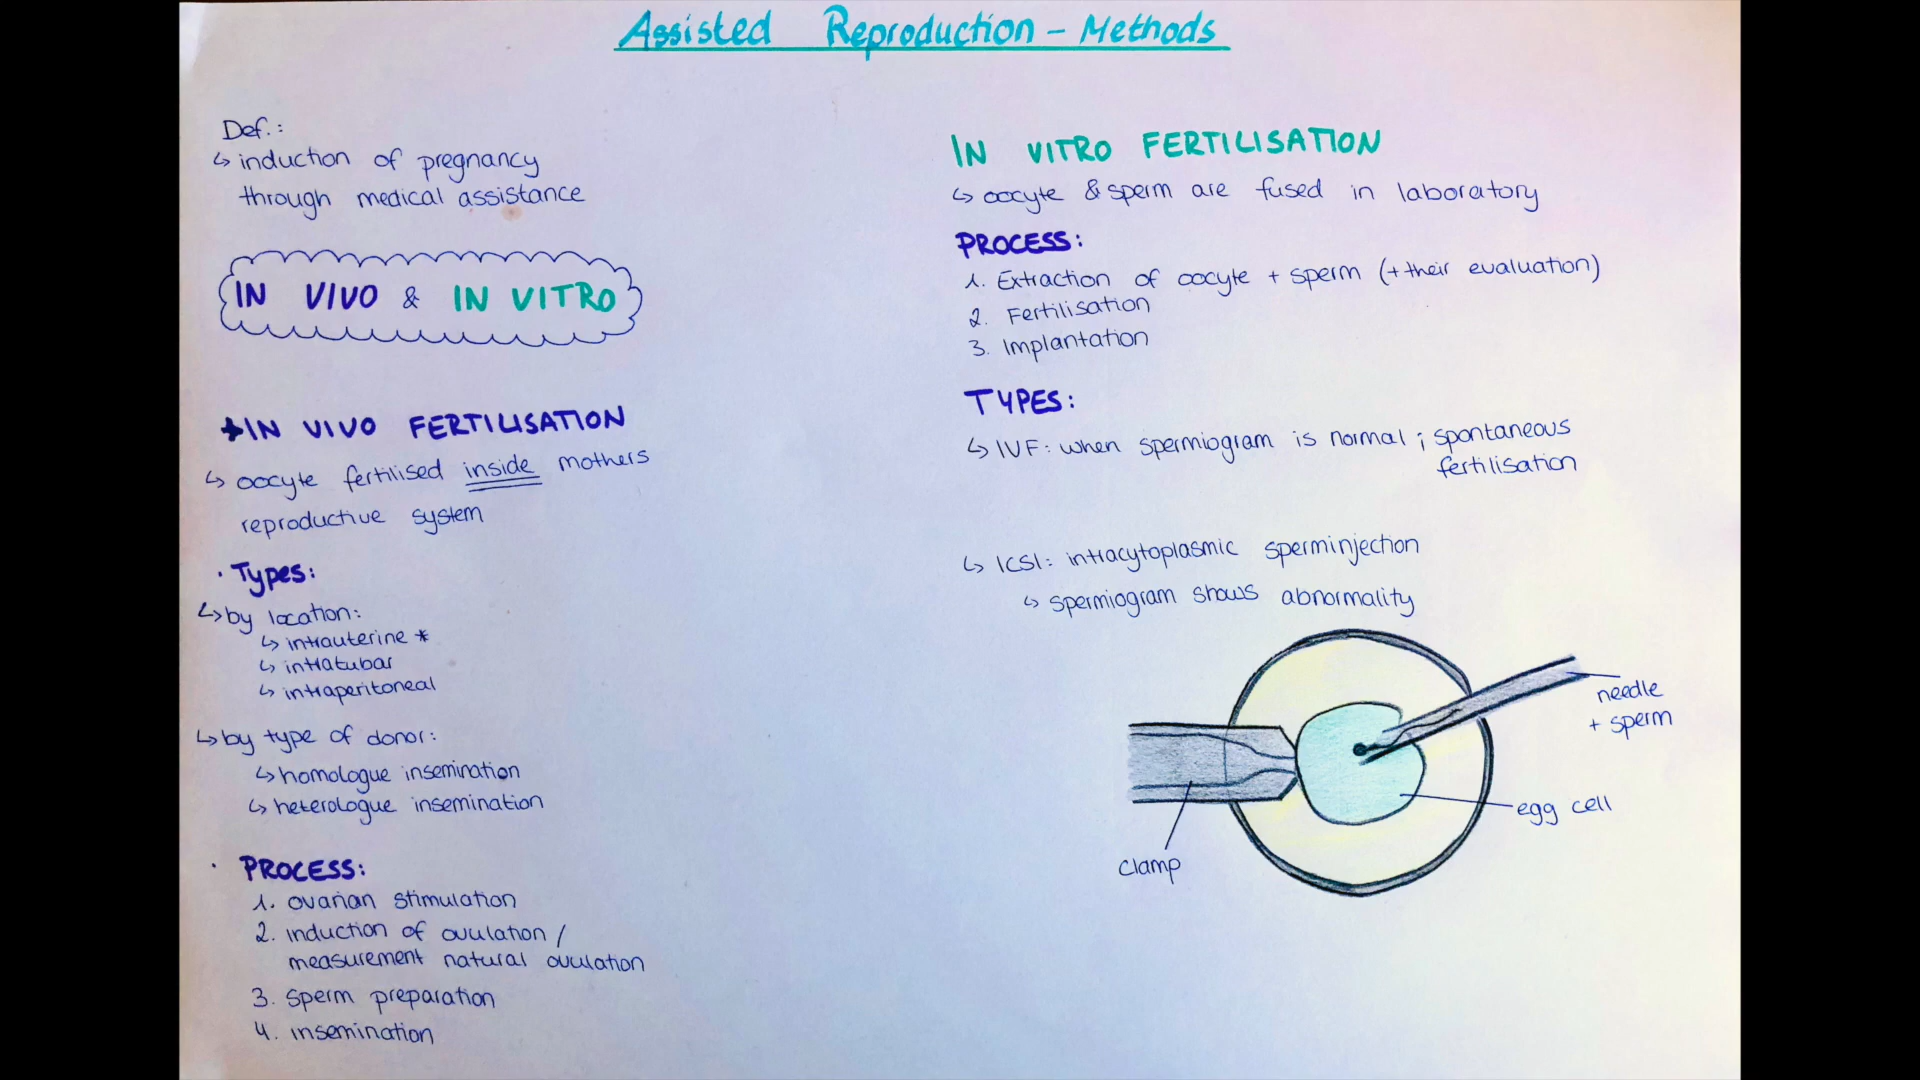 Assisted Reproduction - Methods
Def.:
↳ induction of pregnancy
through medical assistance
IN VIVO & IN VITRO
→ IN VIVO FERTILISATION
↳ oocyte fertilised inside mothers
reproductive system
· Types:
↳ by location:
↳ intrauterine *
↳ intratubar
↳ intraperitoneal
↳ by type of donor:
↳ homologue insemination
↳ heterologue insemination
· PROCESS:
1. ovarian stimulation
2. induction of ovulation /
measurement natural ovulation
3. sperm preparation
4. insemination
IN VITRO FERTILISATION
↳ oocyte & sperm are fused in laboratory
PROCESS:
1. Extraction of oocyte + sperm (+ their evaluation)
2. Fertilisation
3. Implantation
TYPES:
↳ IVF: when spermiogram is normal ; spontaneous
fertilisation
↳ ICSI: intracytoplasmic sperminjection
↳ spermiogram shows abnormality
needle
+ sperm
egg cell
clamp